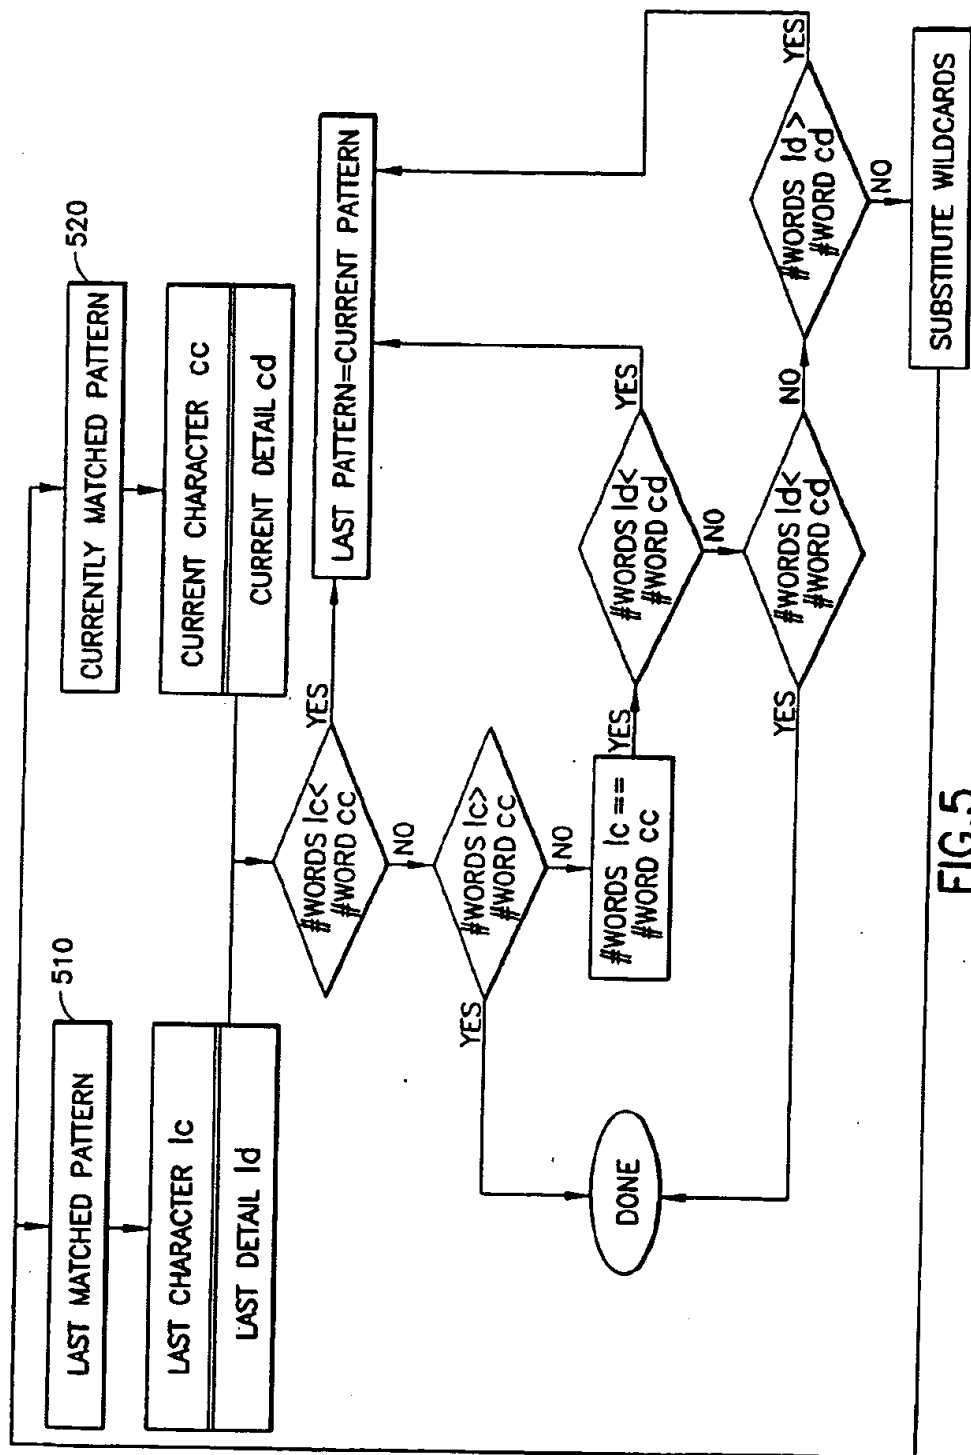 510
LAST MATCHED PATTERN
LAST CHARACTER lc
LAST DETAIL ld
520
CURRENTLY MATCHED PATTERN
CURRENT CHARACTER cc
CURRENT DETAIL cd
#WORDS lc<
#WORD cc
YES
NO
LAST PATTERN=CURRENT PATTERN
#WORDS lc>
#WORD cc
YES
NO
#WORDS lc ==
#WORD cc
YES
#WORDS ld<
#WORD cd
YES
NO
DONE
#WORDS ld<
#WORD cd
YES
NO
#WORDS ld >
#WORD cd
YES
NO
SUBSTITUTE WILDCARDS
FIG.5